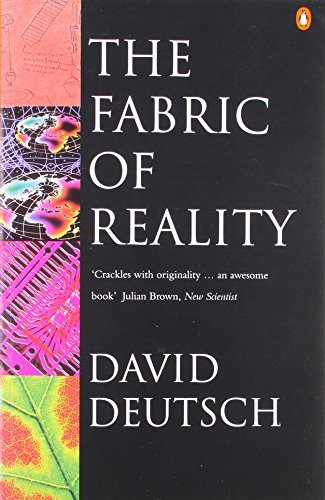 THE
FABRIC
OF
REALITY
‘Crackles with originality ... an awesome
book’ Julian Brown, New Scientist
DAVID
DEUTSCH